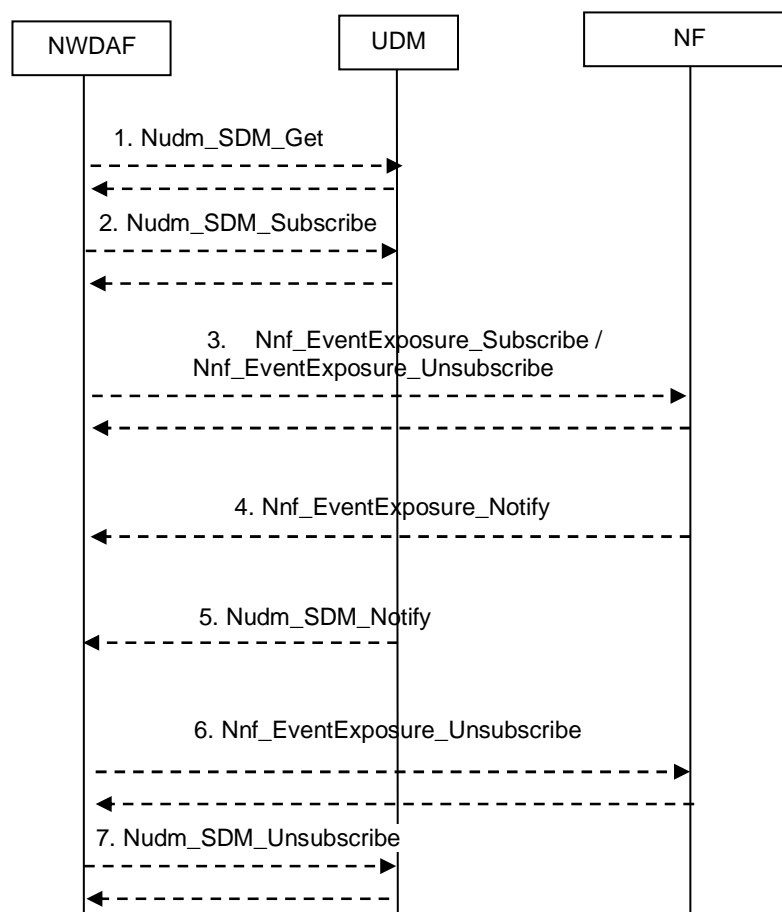 NWDAF
UDM
NF
1. Nudm_SDM_Get
2. Nudm_SDM_Subscribe
3. Nnf_EventExposure_Subscribe /
Nnf_EventExposure_Unsubscribe
4. Nnf_EventExposure_Notify
5. Nudm_SDM_Notify
6. Nnf_EventExposure_Unsubscribe
7. Nudm_SDM_Unsubscribe